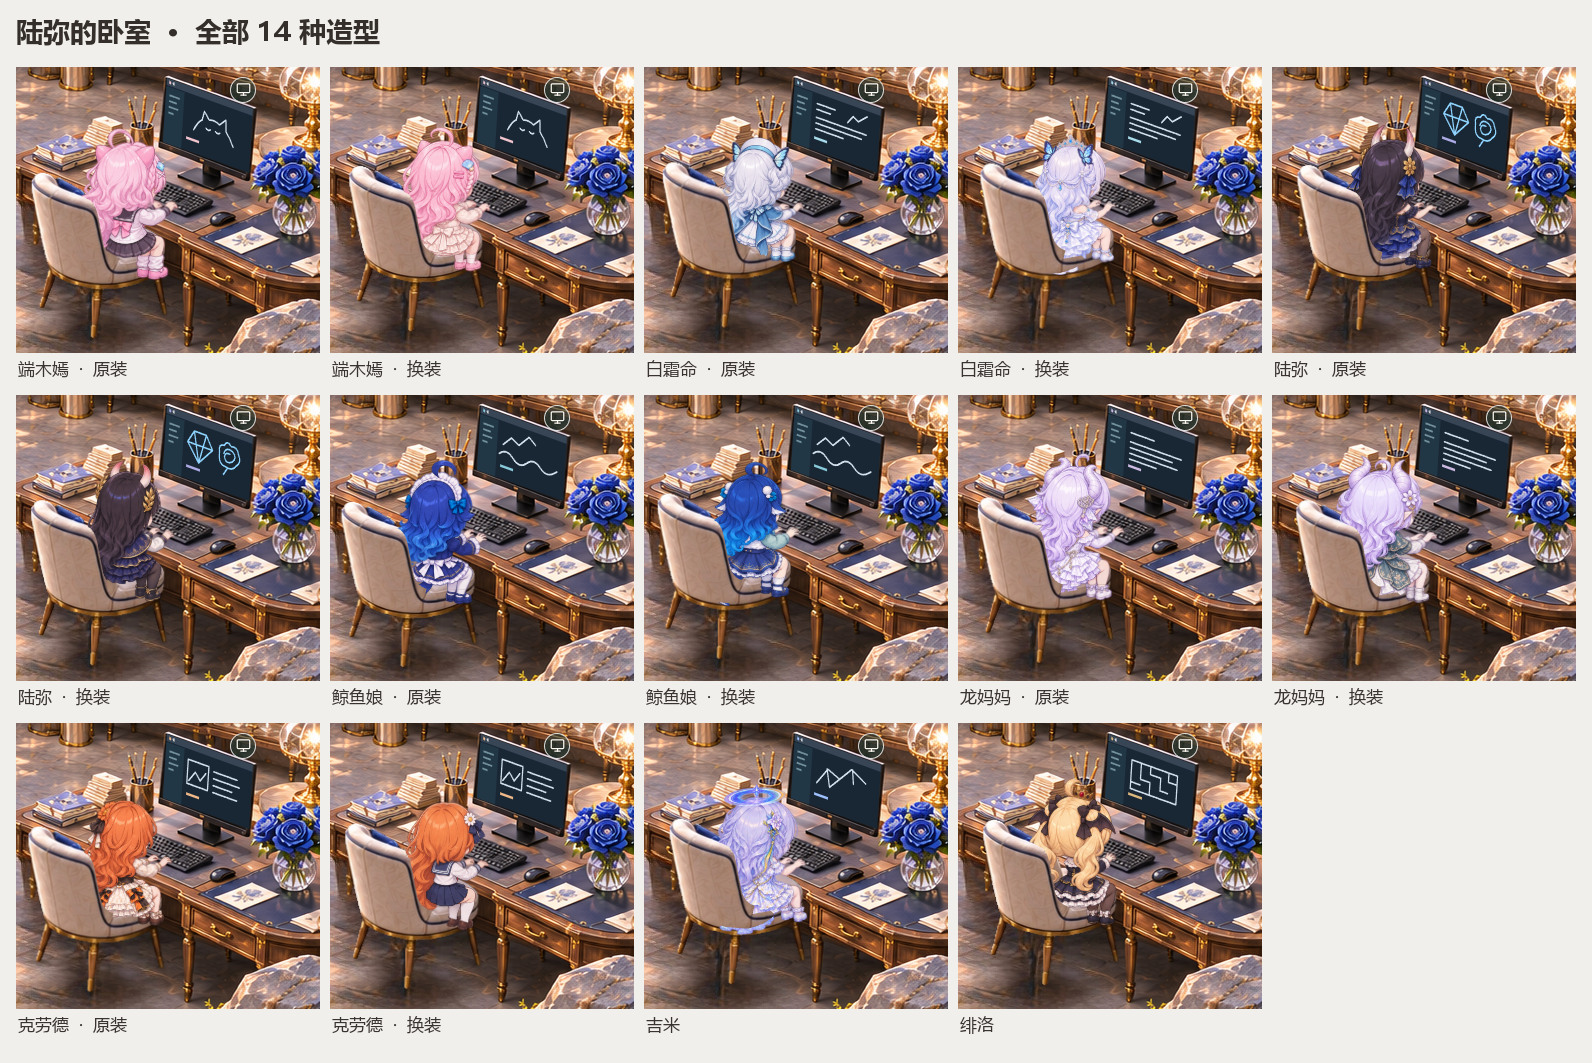 陆弥的卧室 · 全部 14 种造型
端木嫣 · 原装
端木嫣 · 换装
白霜命 · 原装
白霜命 · 换装
陆弥 · 原装
陆弥 · 换装
鲸鱼娘 · 原装
鲸鱼娘 · 换装
龙妈妈 · 原装
龙妈妈 · 换装
克劳德 · 原装
克劳德 · 换装
吉米
绯洛